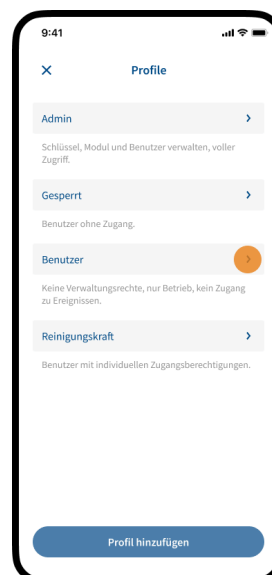 9:41
Profile
Admin
Schlüssel, Modul und Benutzer verwalten, voller
Zugriff.
Gesperrt
Benutzer ohne Zugang.
Benutzer
Keine Verwaltungsrechte, nur Betrieb, kein Zugang
zu Ereignissen.
Reinigungskraft
Benutzer mit individuellen Zugangsberechtigungen.
Profil hinzufügen